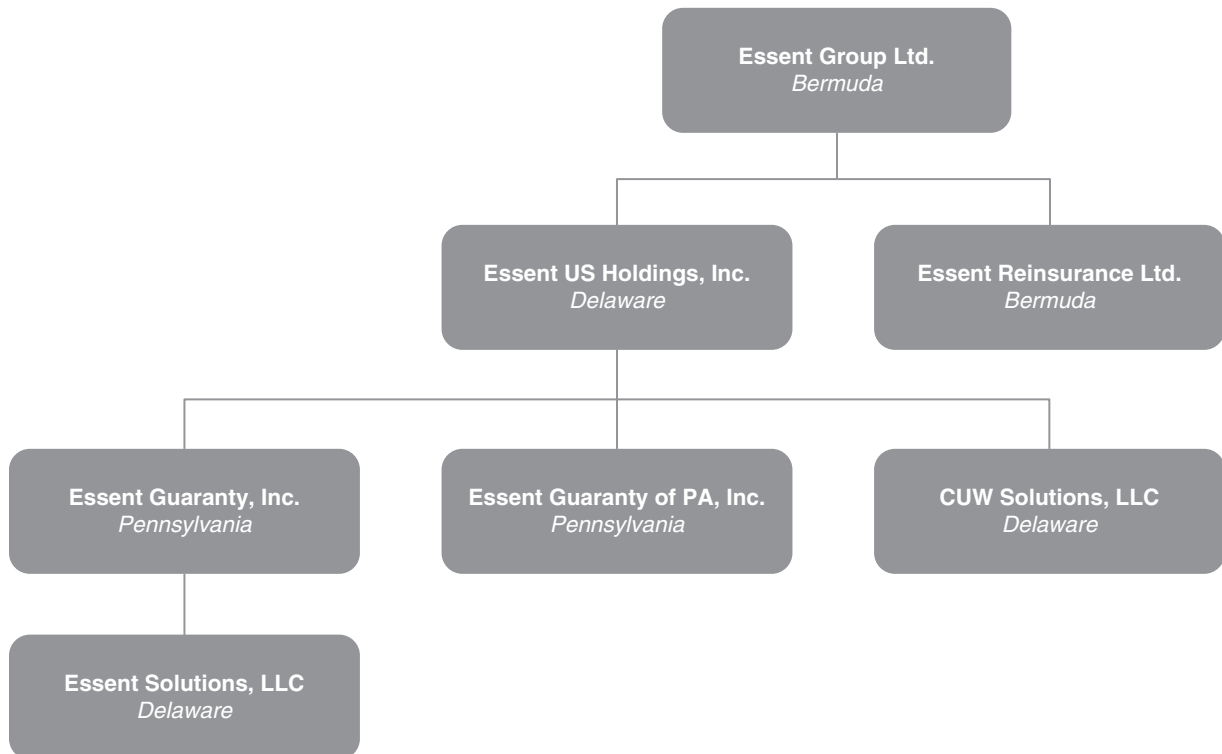 Essent Group Ltd.
Bermuda
Essent US Holdings, Inc.
Delaware
Essent Reinsurance Ltd.
Bermuda
Essent Guaranty, Inc.
Pennsylvania
Essent Guaranty of PA, Inc.
Pennsylvania
CUW Solutions, LLC
Delaware
Essent Solutions, LLC
Delaware